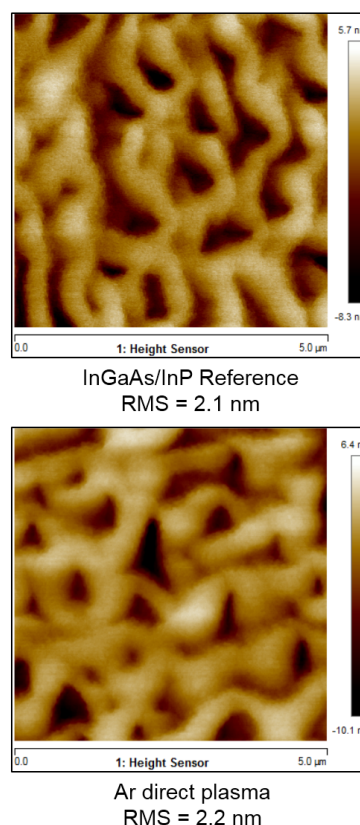 5.7 n
-8.3 n
0.0 1: Height Sensor 5.0 µm
InGaAs/InP Reference
RMS = 2.1 nm
6.4 n
-10.1 n
0.0 1: Height Sensor 5.0 µm
Ar direct plasma
RMS = 2.2 nm